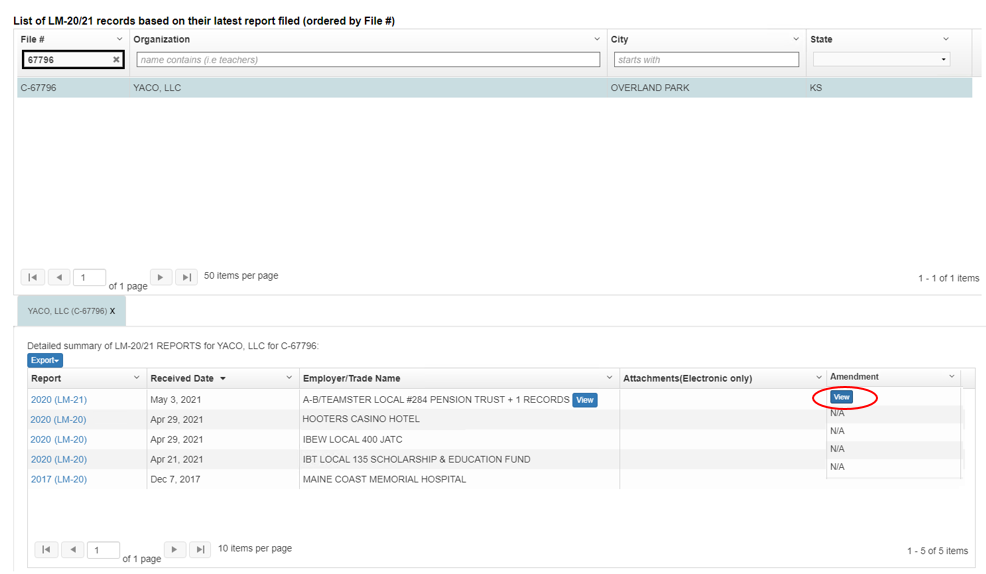 List of LM-20/21 records based on their latest report filed (ordered by File #)
File # Organization City State
67796 × name contains (i.e teachers) starts with
C-67796 YACO, LLC OVERLAND PARK KS
1 of 1 page 50 items per page 1 - 1 of 1 items
YACO, LLC (C-67796) X
Detailed summary of LM-20/21 REPORTS for YACO, LLC for C-67796:
Export
Report Received Date Employer/Trade Name Attachments(Electronic only) Amendment
2020 (LM-21) May 3, 2021 A-B/TEAMSTER LOCAL #284 PENSION TRUST + 1 RECORDS View View
2020 (LM-20) Apr 29, 2021 HOOTERS CASINO HOTEL N/A
2020 (LM-20) Apr 29, 2021 IBEW LOCAL 400 JATC N/A
2020 (LM-20) Apr 21, 2021 IBT LOCAL 135 SCHOLARSHIP & EDUCATION FUND N/A
2017 (LM-20) Dec 7, 2017 MAINE COAST MEMORIAL HOSPITAL N/A
1 of 1 page 10 items per page 1 - 5 of 5 items